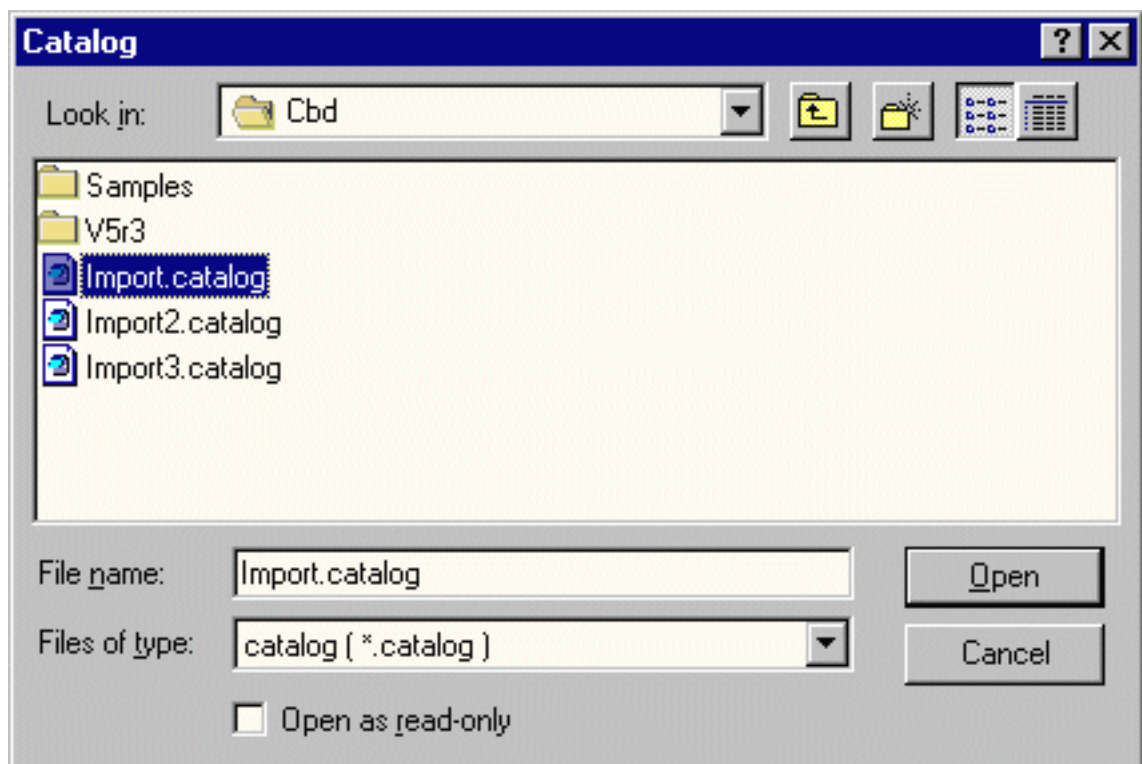 Catalog
Look in: Cbd
Samples
V5r3
Import.catalog
Import2.catalog
Import3.catalog
File name: Import.catalog Open
Files of type: catalog ( *.catalog ) Cancel
Open as read-only